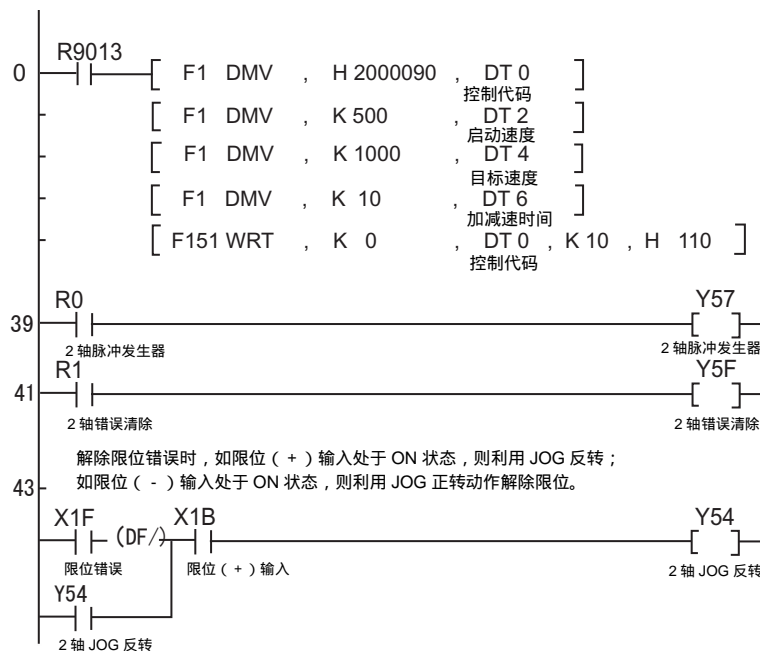 R9013
0 [ F1 DMV , H 2000090 , DT 0 ]
控制代码
[ F1 DMV , K 500 , DT 2 ]
启动速度
[ F1 DMV , K 1000 , DT 4 ]
目标速度
[ F1 DMV , K 10 , DT 6 ]
加减速时间
[ F151 WRT , K 0 , DT 0 , K 10 , H 110 ]
控制代码
R0 Y57
39 [ ]
2 轴脉冲发生器 2 轴脉冲发生器
R1 Y5F
41 [ ]
2 轴错误清除 2 轴错误清除
解除限位错误时，如限位（+）输入处于 ON 状态，则利用 JOG 反转；
43 如限位（-）输入处于 ON 状态，则利用 JOG 正转动作解除限位。
X1F (DF/) X1B Y54
[ ]
限位错误 限位（+）输入 2 轴 JOG 反转
Y54
2 轴 JOG 反转